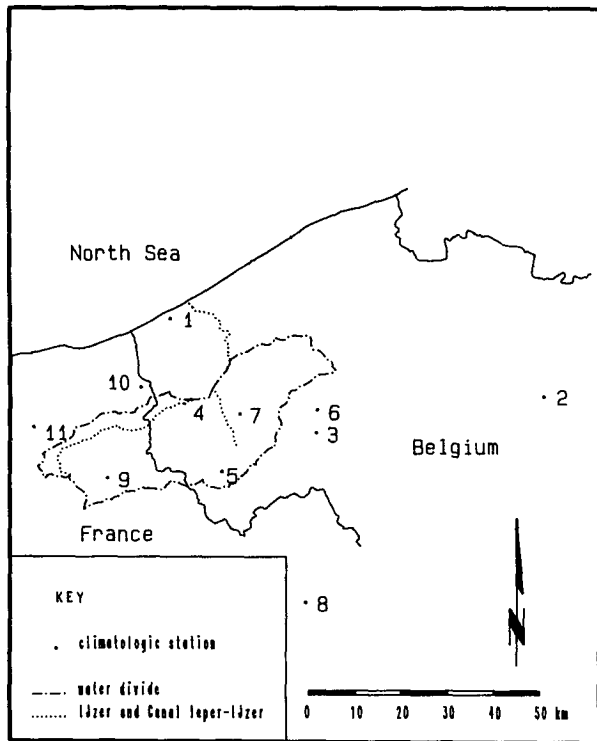 North Sea
1
10
2
4
7
6
3
11
Belgium
5
9
France
8
KEY
climatologic station
water divide
IJzer and Canal Ieper-IJzer
0 10 20 30 40 50 km
N